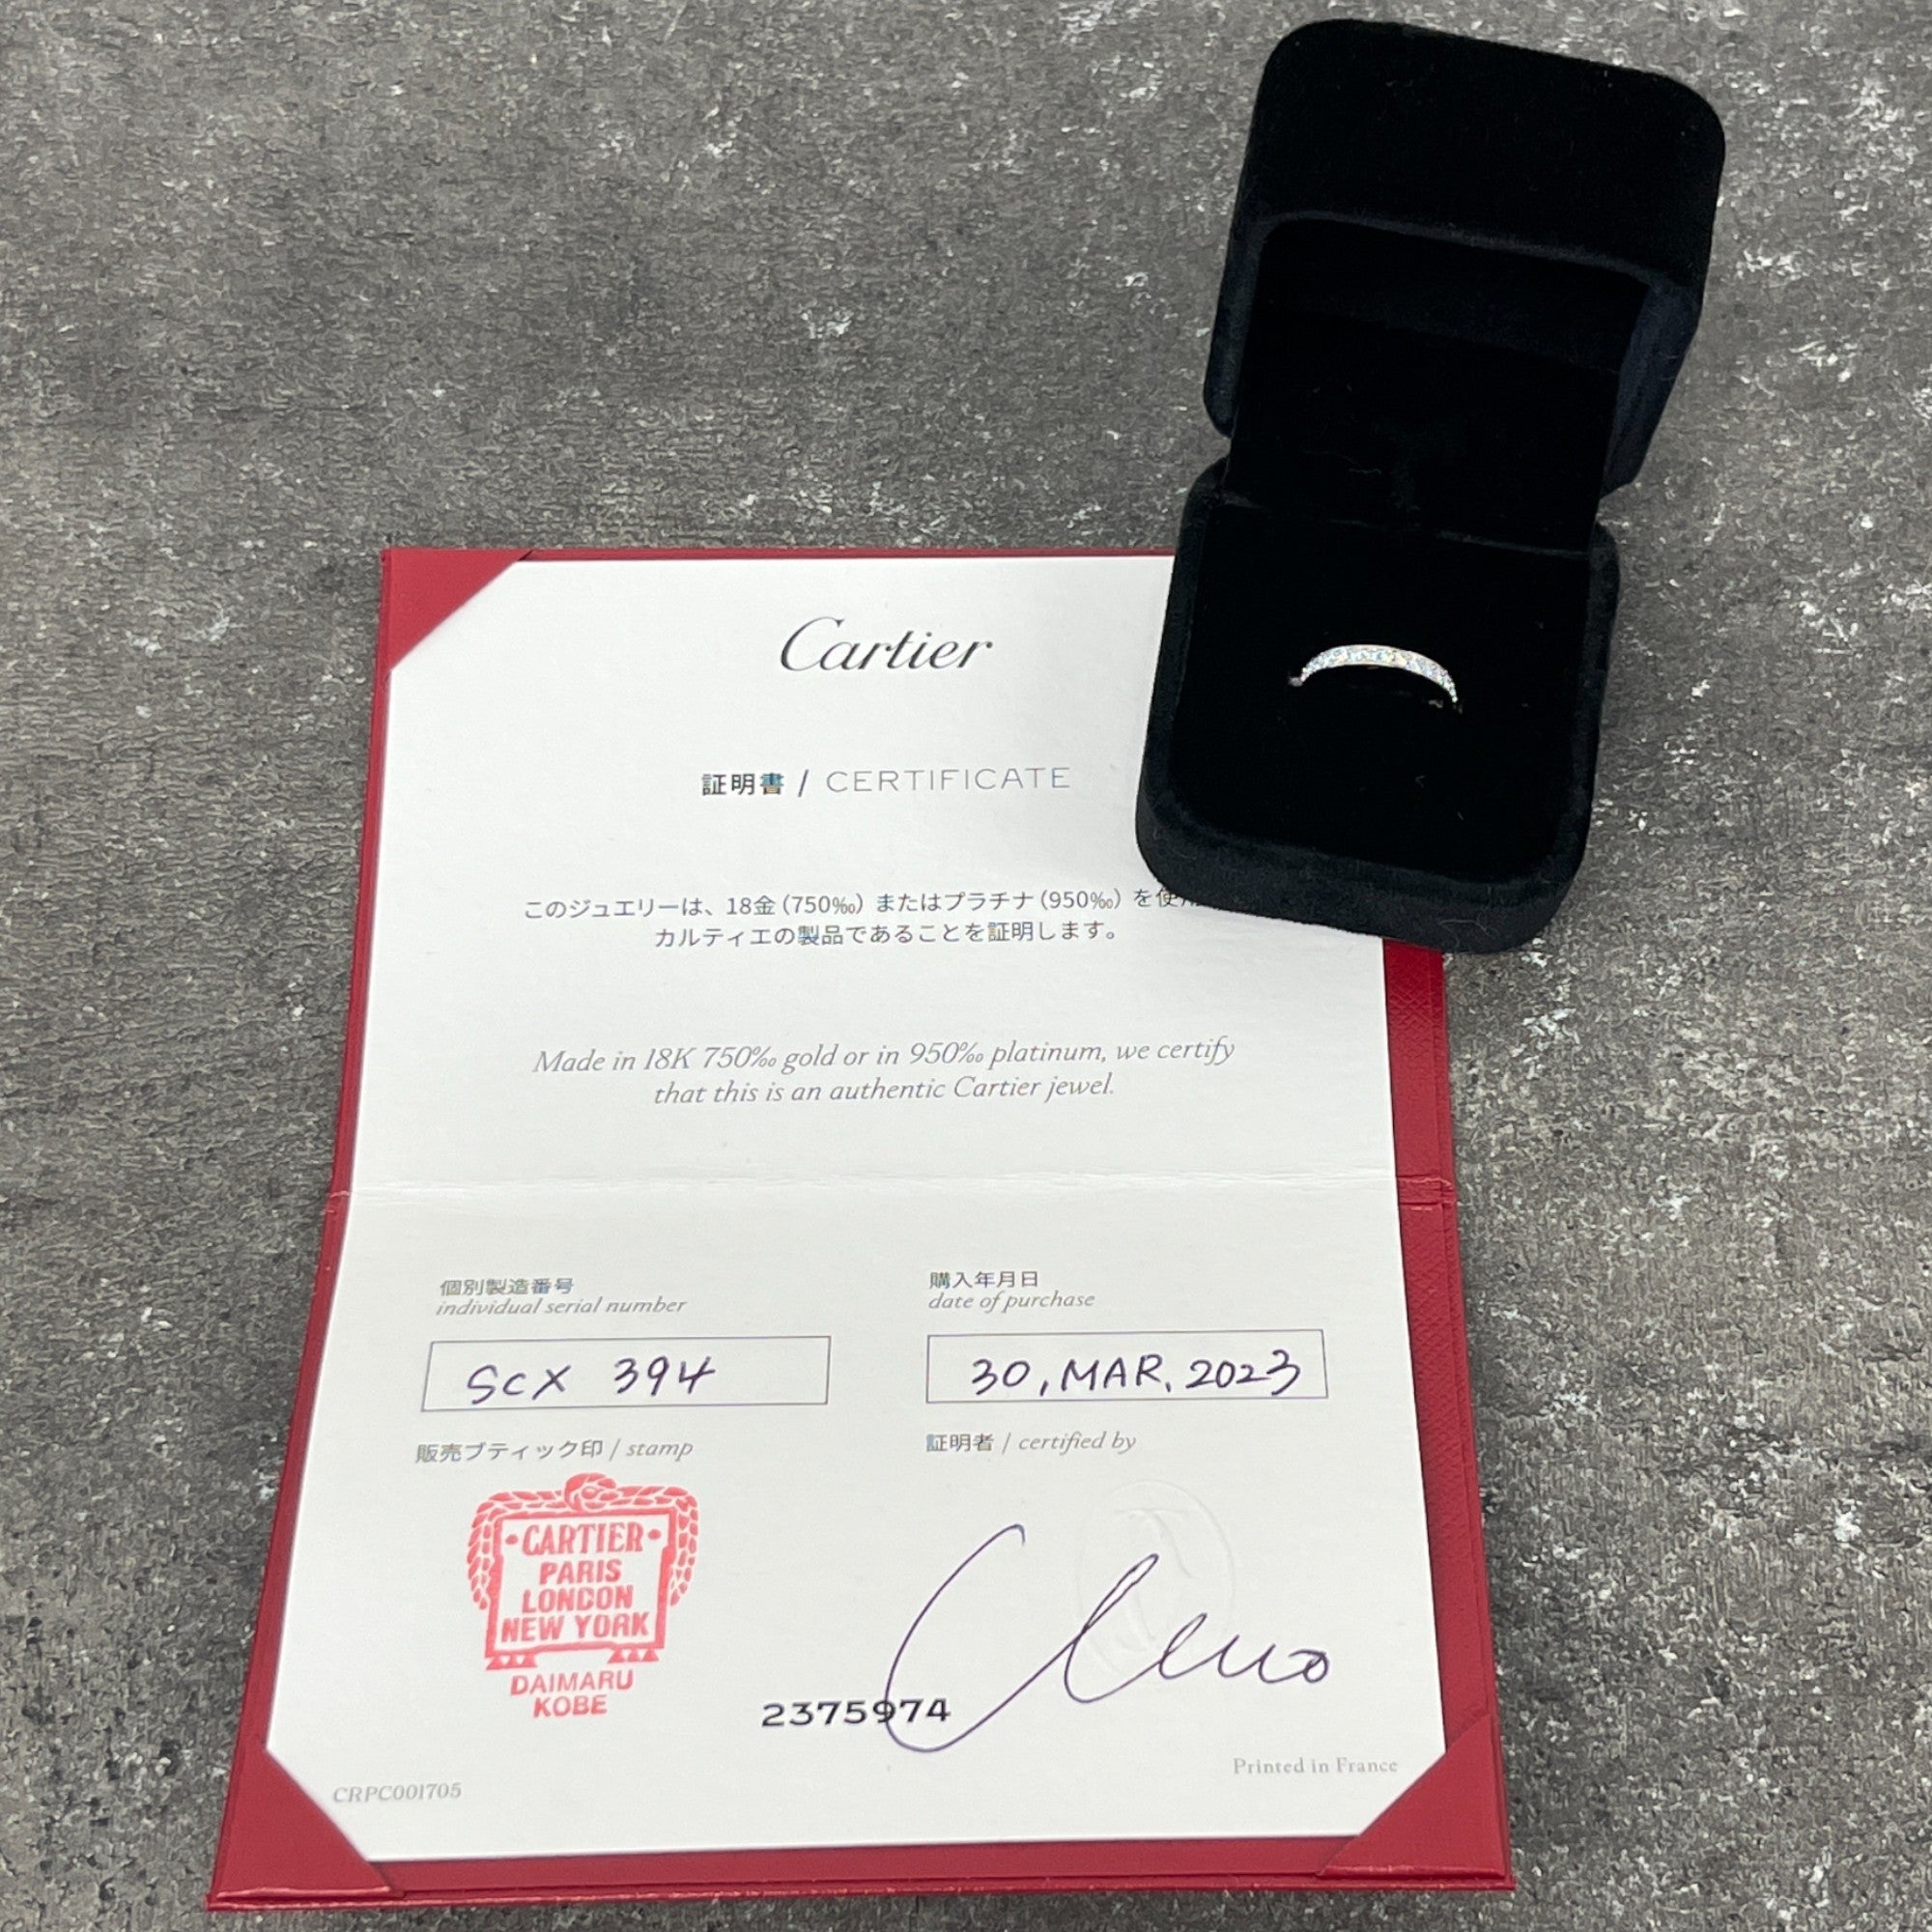 Cartier
証明書 / CERTIFICATE
このジュエリーは、18金（750‰）またはプラチナ（950‰）を使
カルティエの製品であることを証明します。
Made in 18K 750‰ gold or in 950‰ platinum, we certify
that this is an authentic Cartier jewel.
個別製造番号
individual serial number
SCX 394
購入年月日
date of purchase
30, MAR, 2023
販売ブティック印 / stamp
CARTIER
PARIS
LONDON
NEW YORK
DAIMARU
KOBE
証明者 / certified by
2375974
CRPC001705
Printed in France